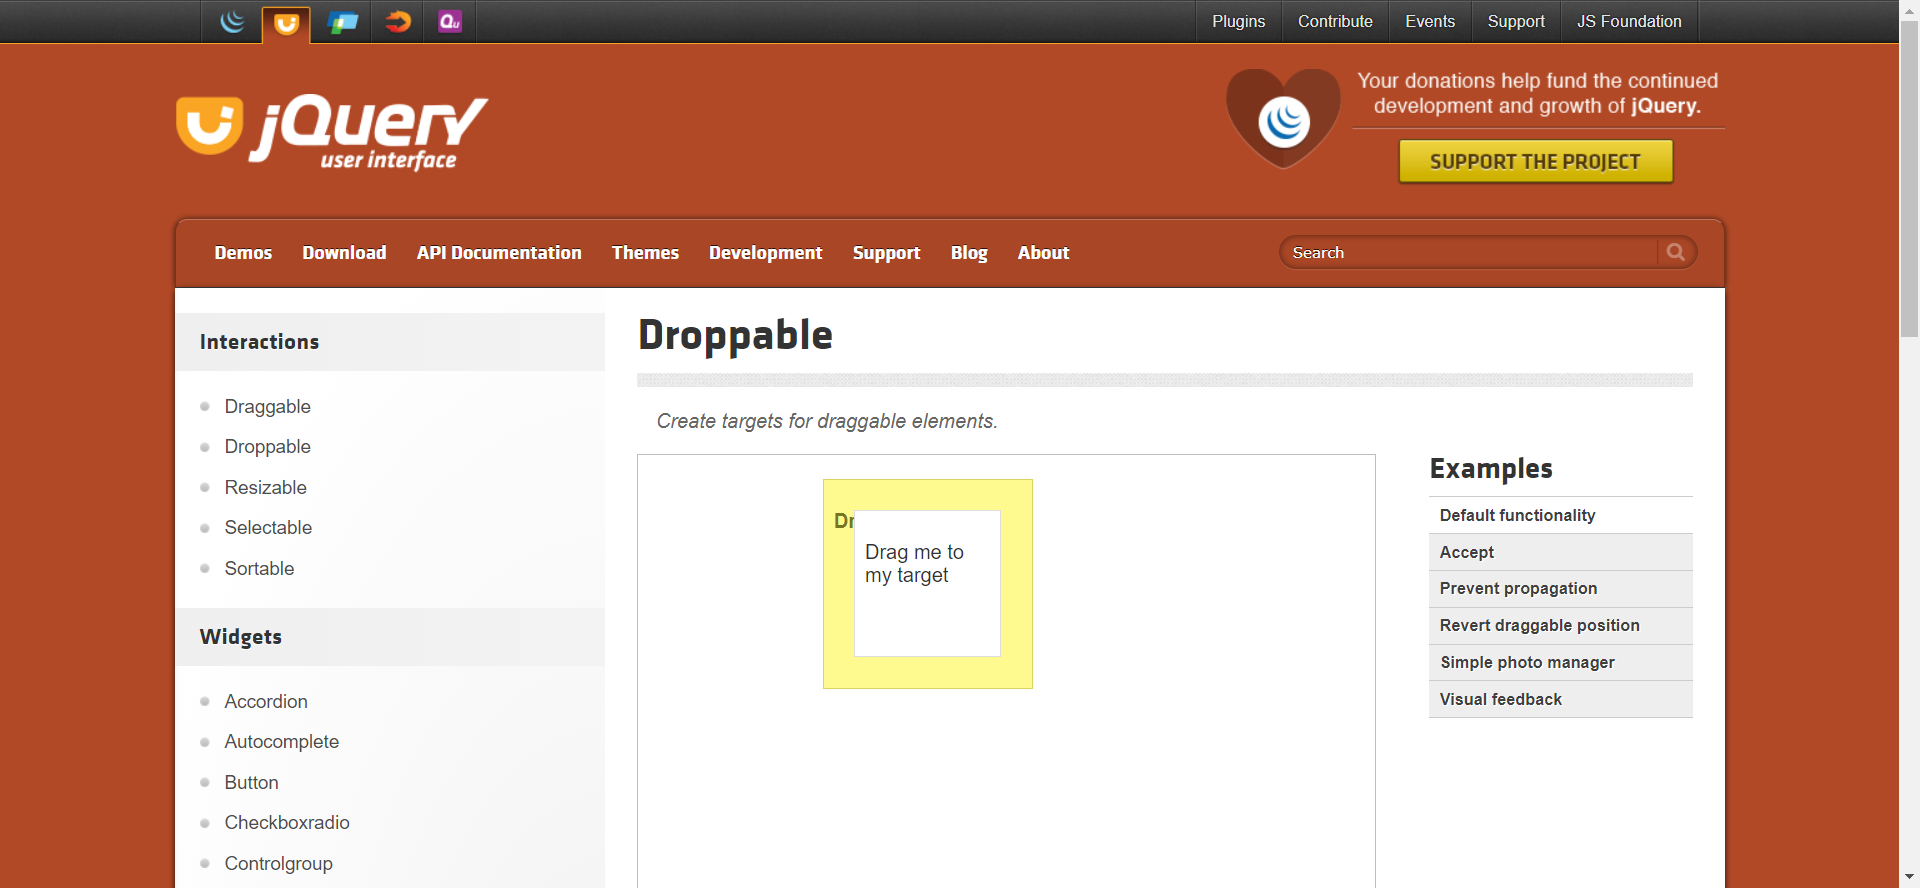 Plugins
Contribute
Events
Support
JS Foundation
jQuery
user interface
Your donations help fund the continued
development and growth of jQuery.
SUPPORT THE PROJECT
Demos
Download
API Documentation
Themes
Development
Support
Blog
About
Search
Interactions
Draggable
Droppable
Resizable
Selectable
Sortable
Widgets
Accordion
Autocomplete
Button
Checkboxradio
Controlgroup
Droppable
Create targets for draggable elements.
Dr
Drag me to
my target
Examples
Default functionality
Accept
Prevent propagation
Revert draggable position
Simple photo manager
Visual feedback